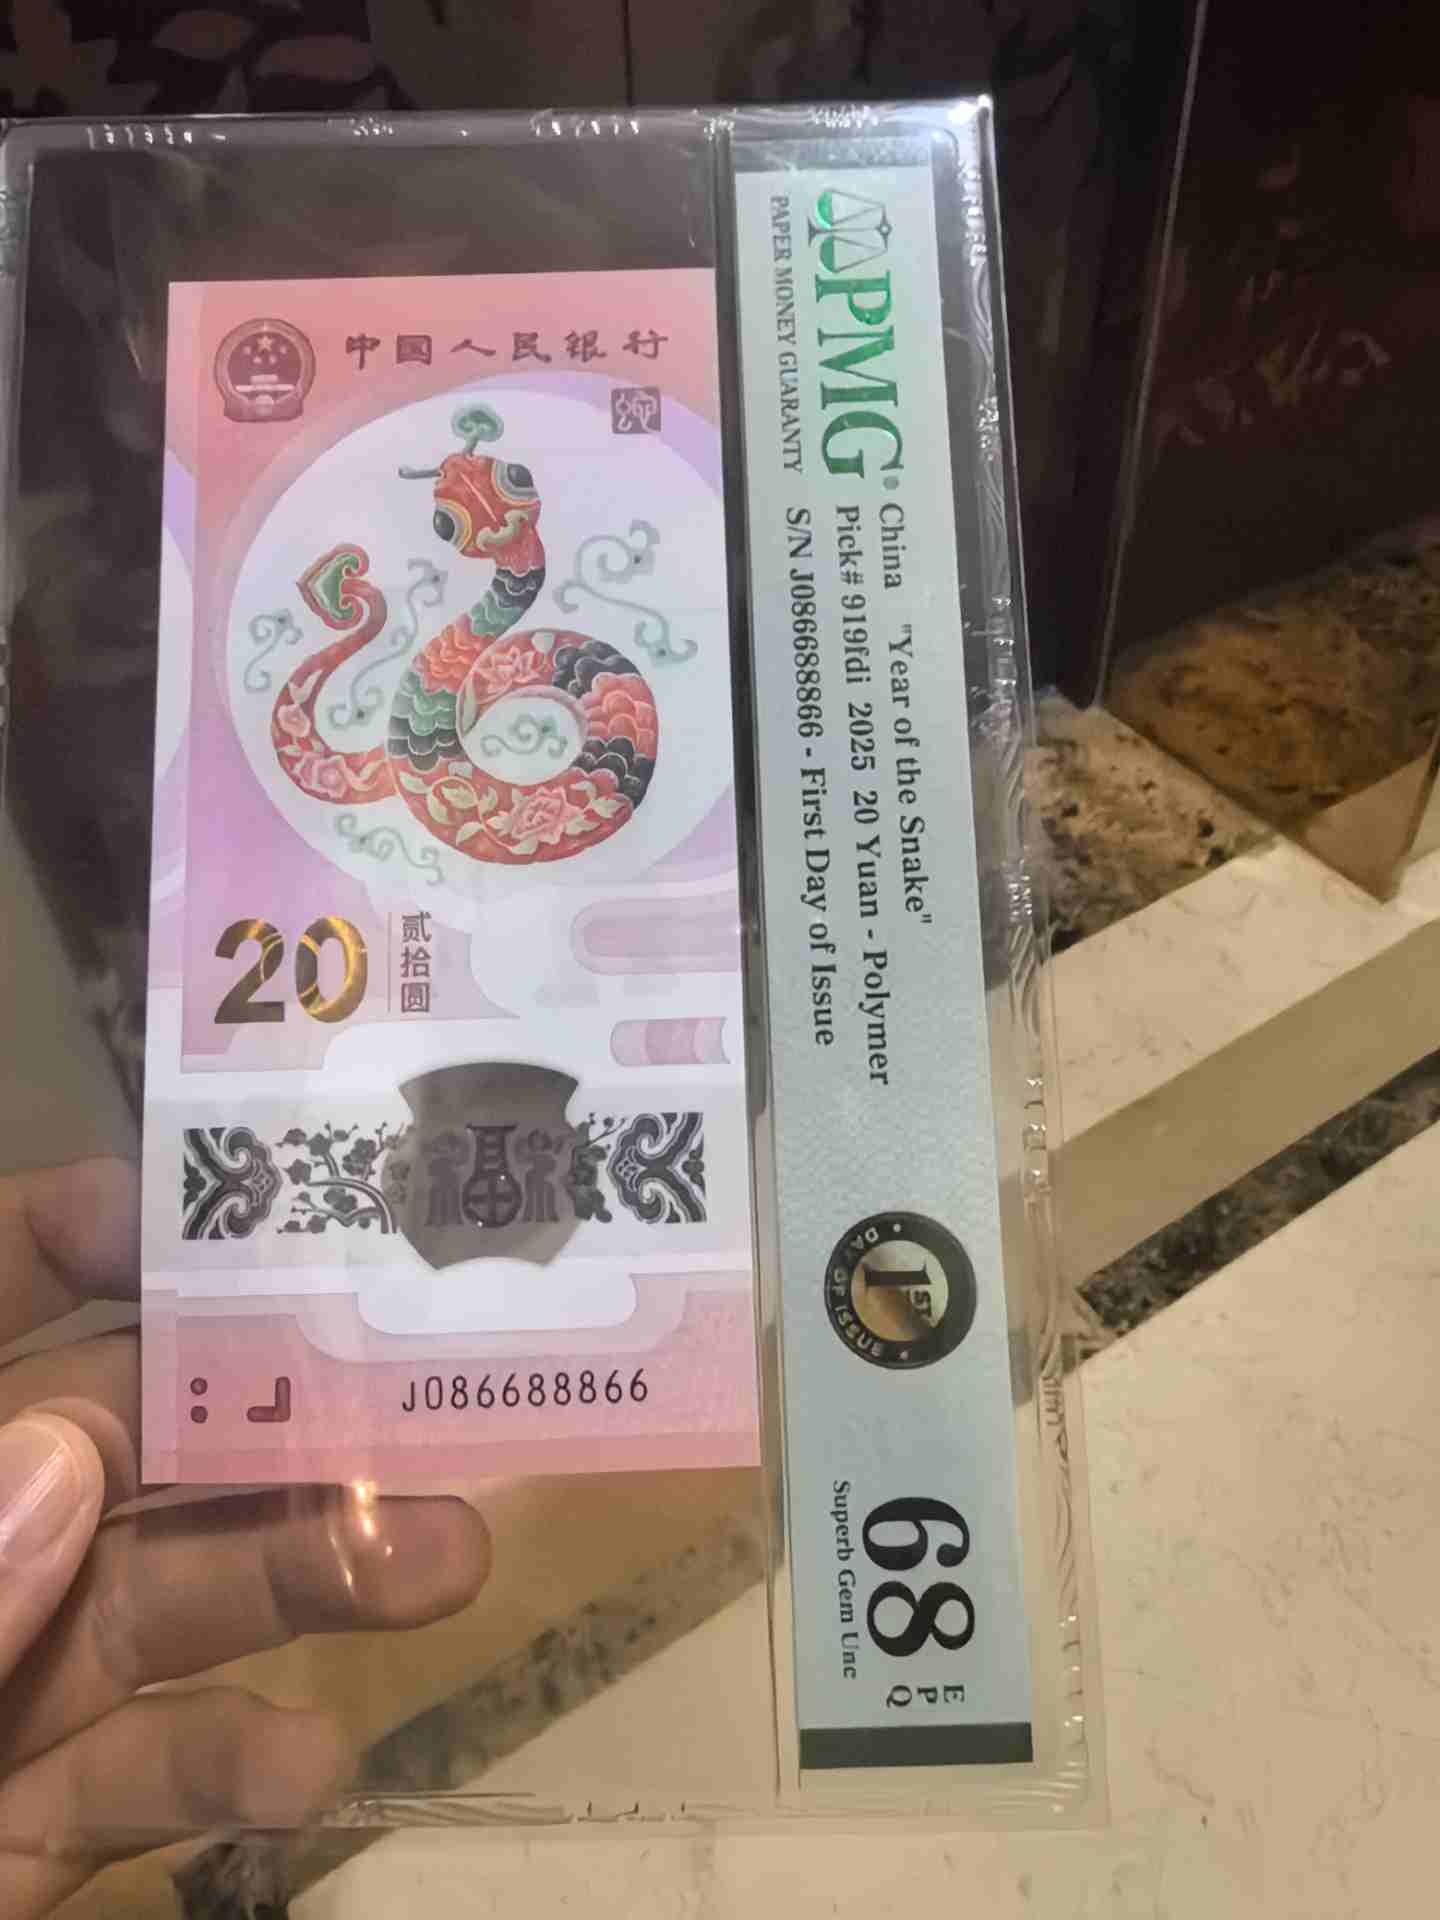 中国人民银行
蛇
20
贰拾圆
福
J086688866
PMG®
PAPER MONEY GUARANTY
China "Year of the Snake"
Pick# 919fdi 2025 20 Yuan - Polymer
S/N J086688866 - First Day of Issue
1ST
• DAY OF ISSUE •
68
EPQ
Superb Gem Unc